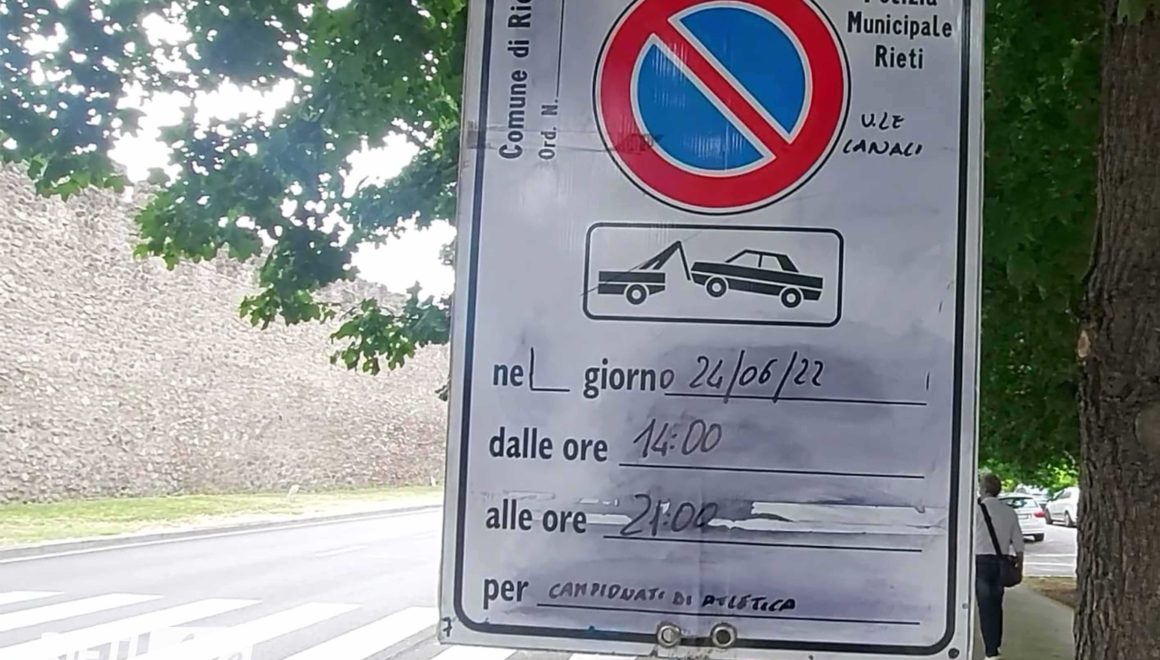 Comune di
Ord. N.
Polizia
Municipale
Rieti
V.LE
CANALI
nel giorno 24/06/22
dalle ore 14:00
alle ore 21:00
per CAMPIONATI DI ATLETICA
7